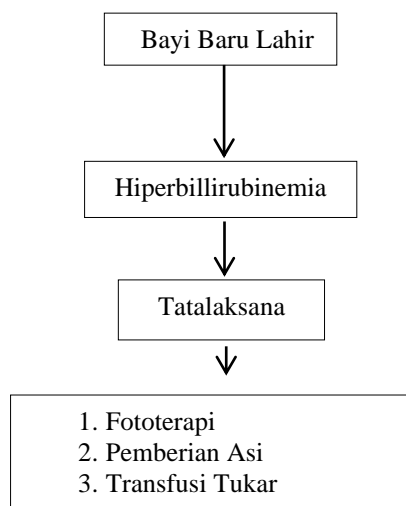 Bayi Baru Lahir
Hiperbillirubinemia
Tatalaksana
1. Fototerapi
2. Pemberian Asi
3. Transfusi Tukar